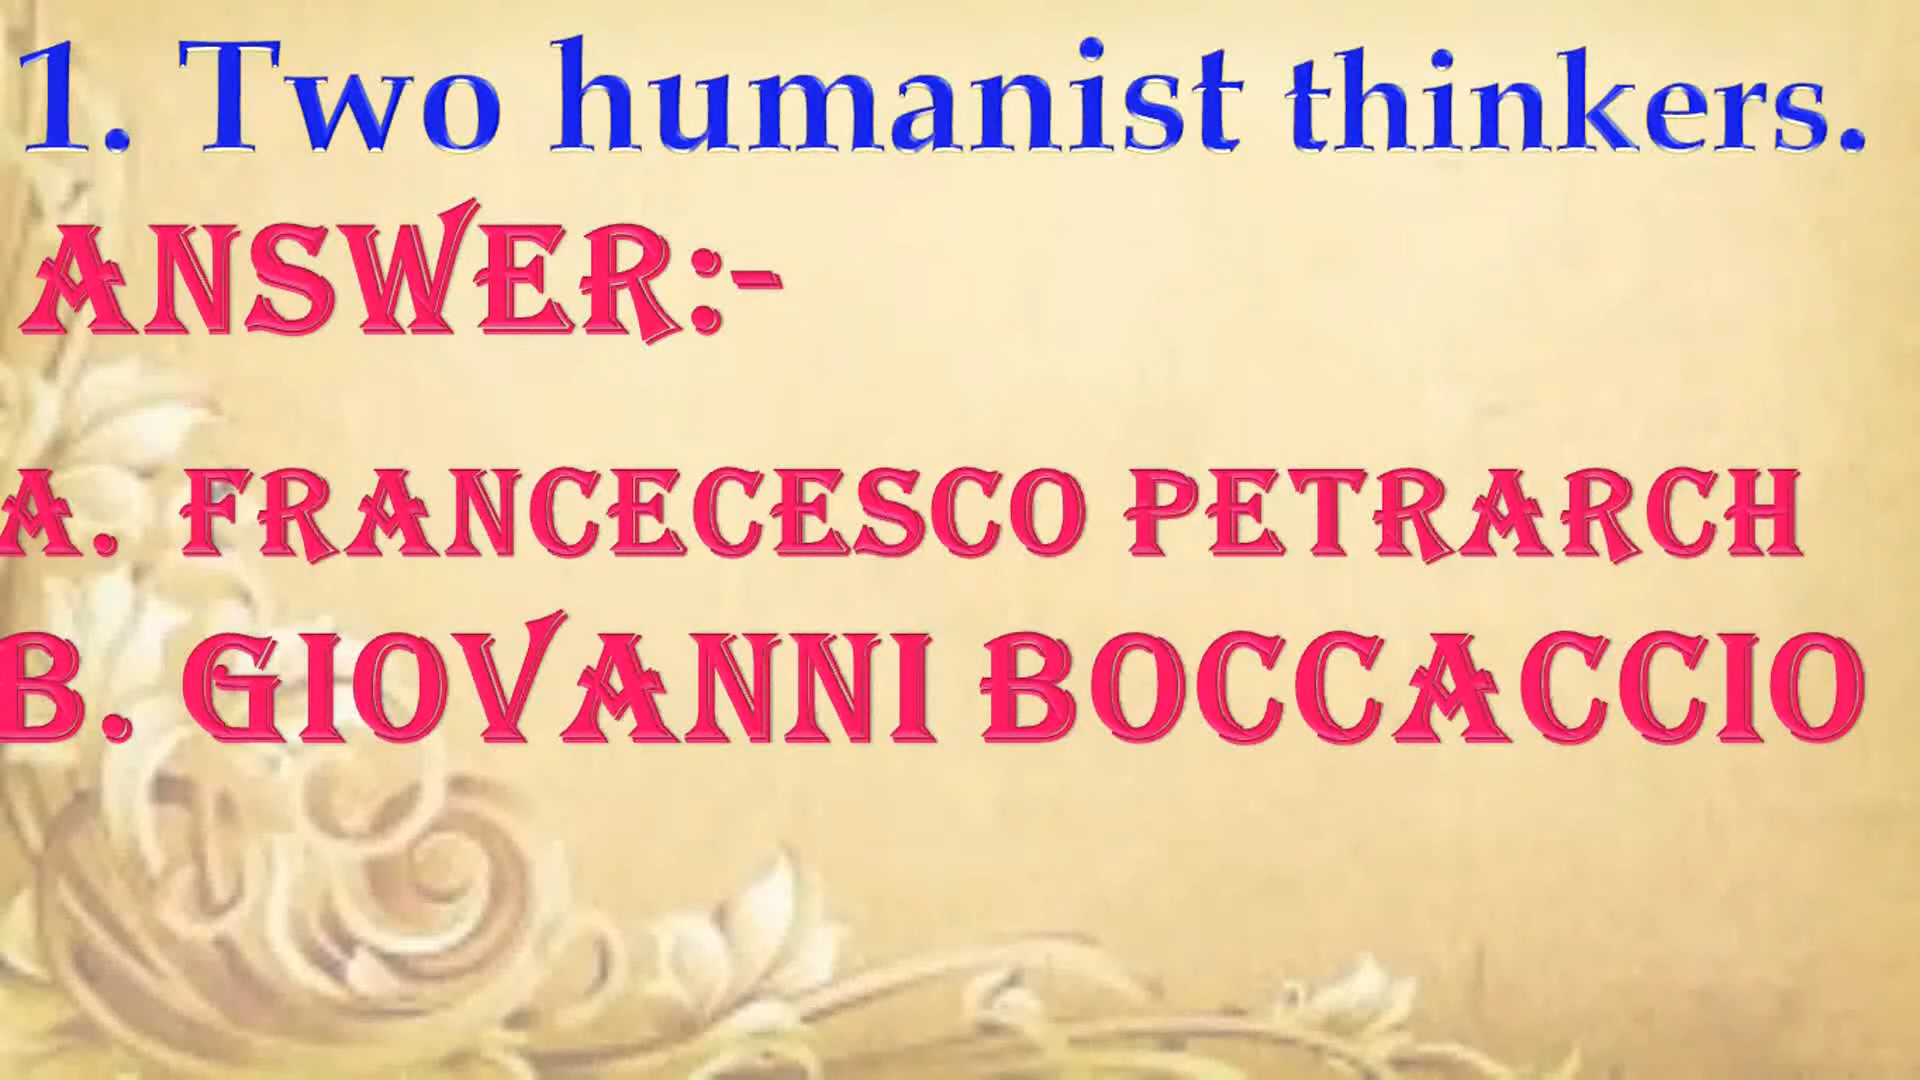 1. Two humanist thinkers.
ANSWER:-
A. FRANCECESCO PETRARCH
B. GIOVANNI BOCCACCIO